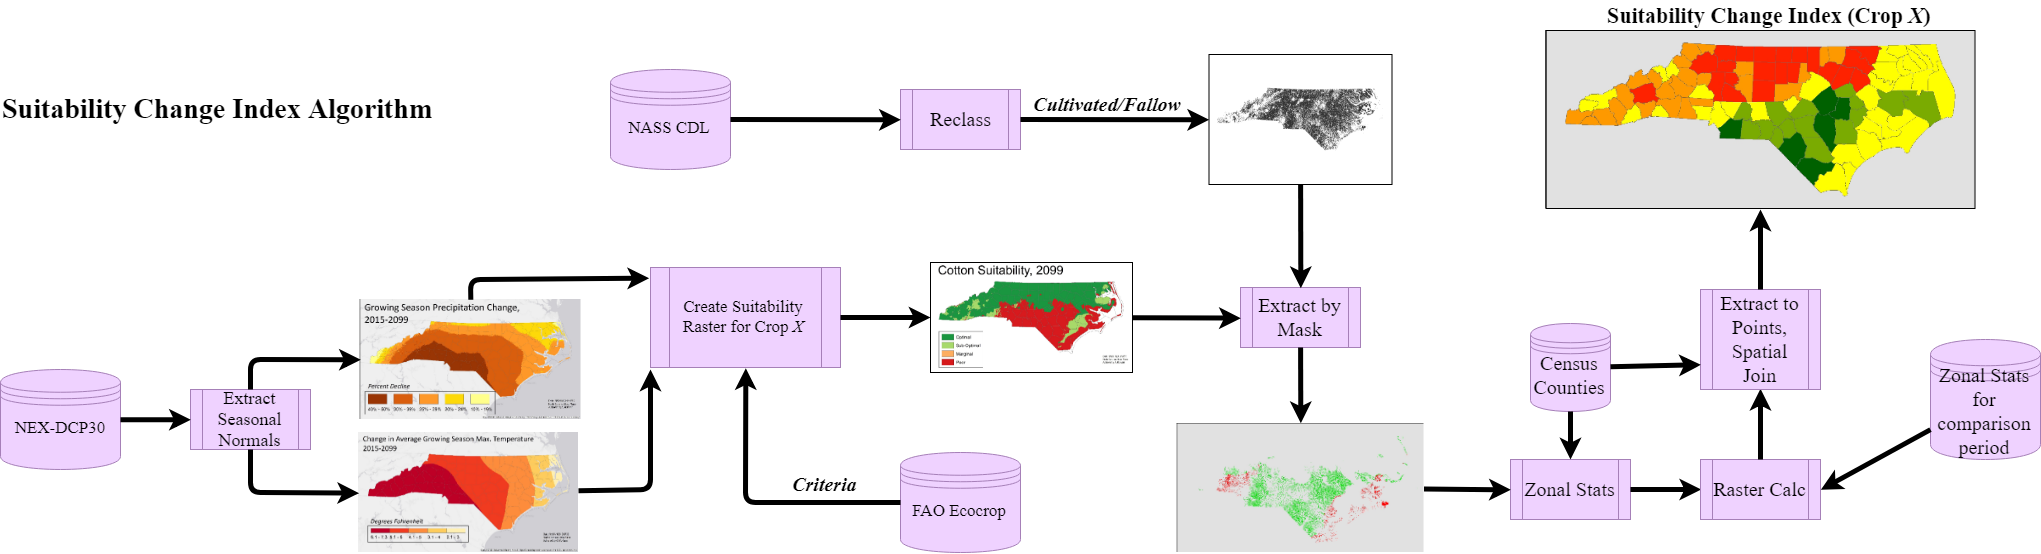 Suitability Change Index (Crop X)
Suitability Change Index Algorithm
NASS CDL
Reclass
Cultivated/Fallow
Cotton Suitability, 2099
Optimal
Sub-Optimal
Marginal
Growing Season Precipitation Change,
2015-2099
Percent Decline
Change in Average Growing Season Max. Temperature
2015-2099
Degrees Fahrenheit
NEX-DCP30
Extract
Seasonal
Normals
Create Suitability
Raster for Crop X
Criteria
FAO Ecocrop
Extract by
Mask
Census
Counties
Zonal Stats
Raster Calc
Extract to
Points,
Spatial
Join
Zonal Stats
for
comparison
period